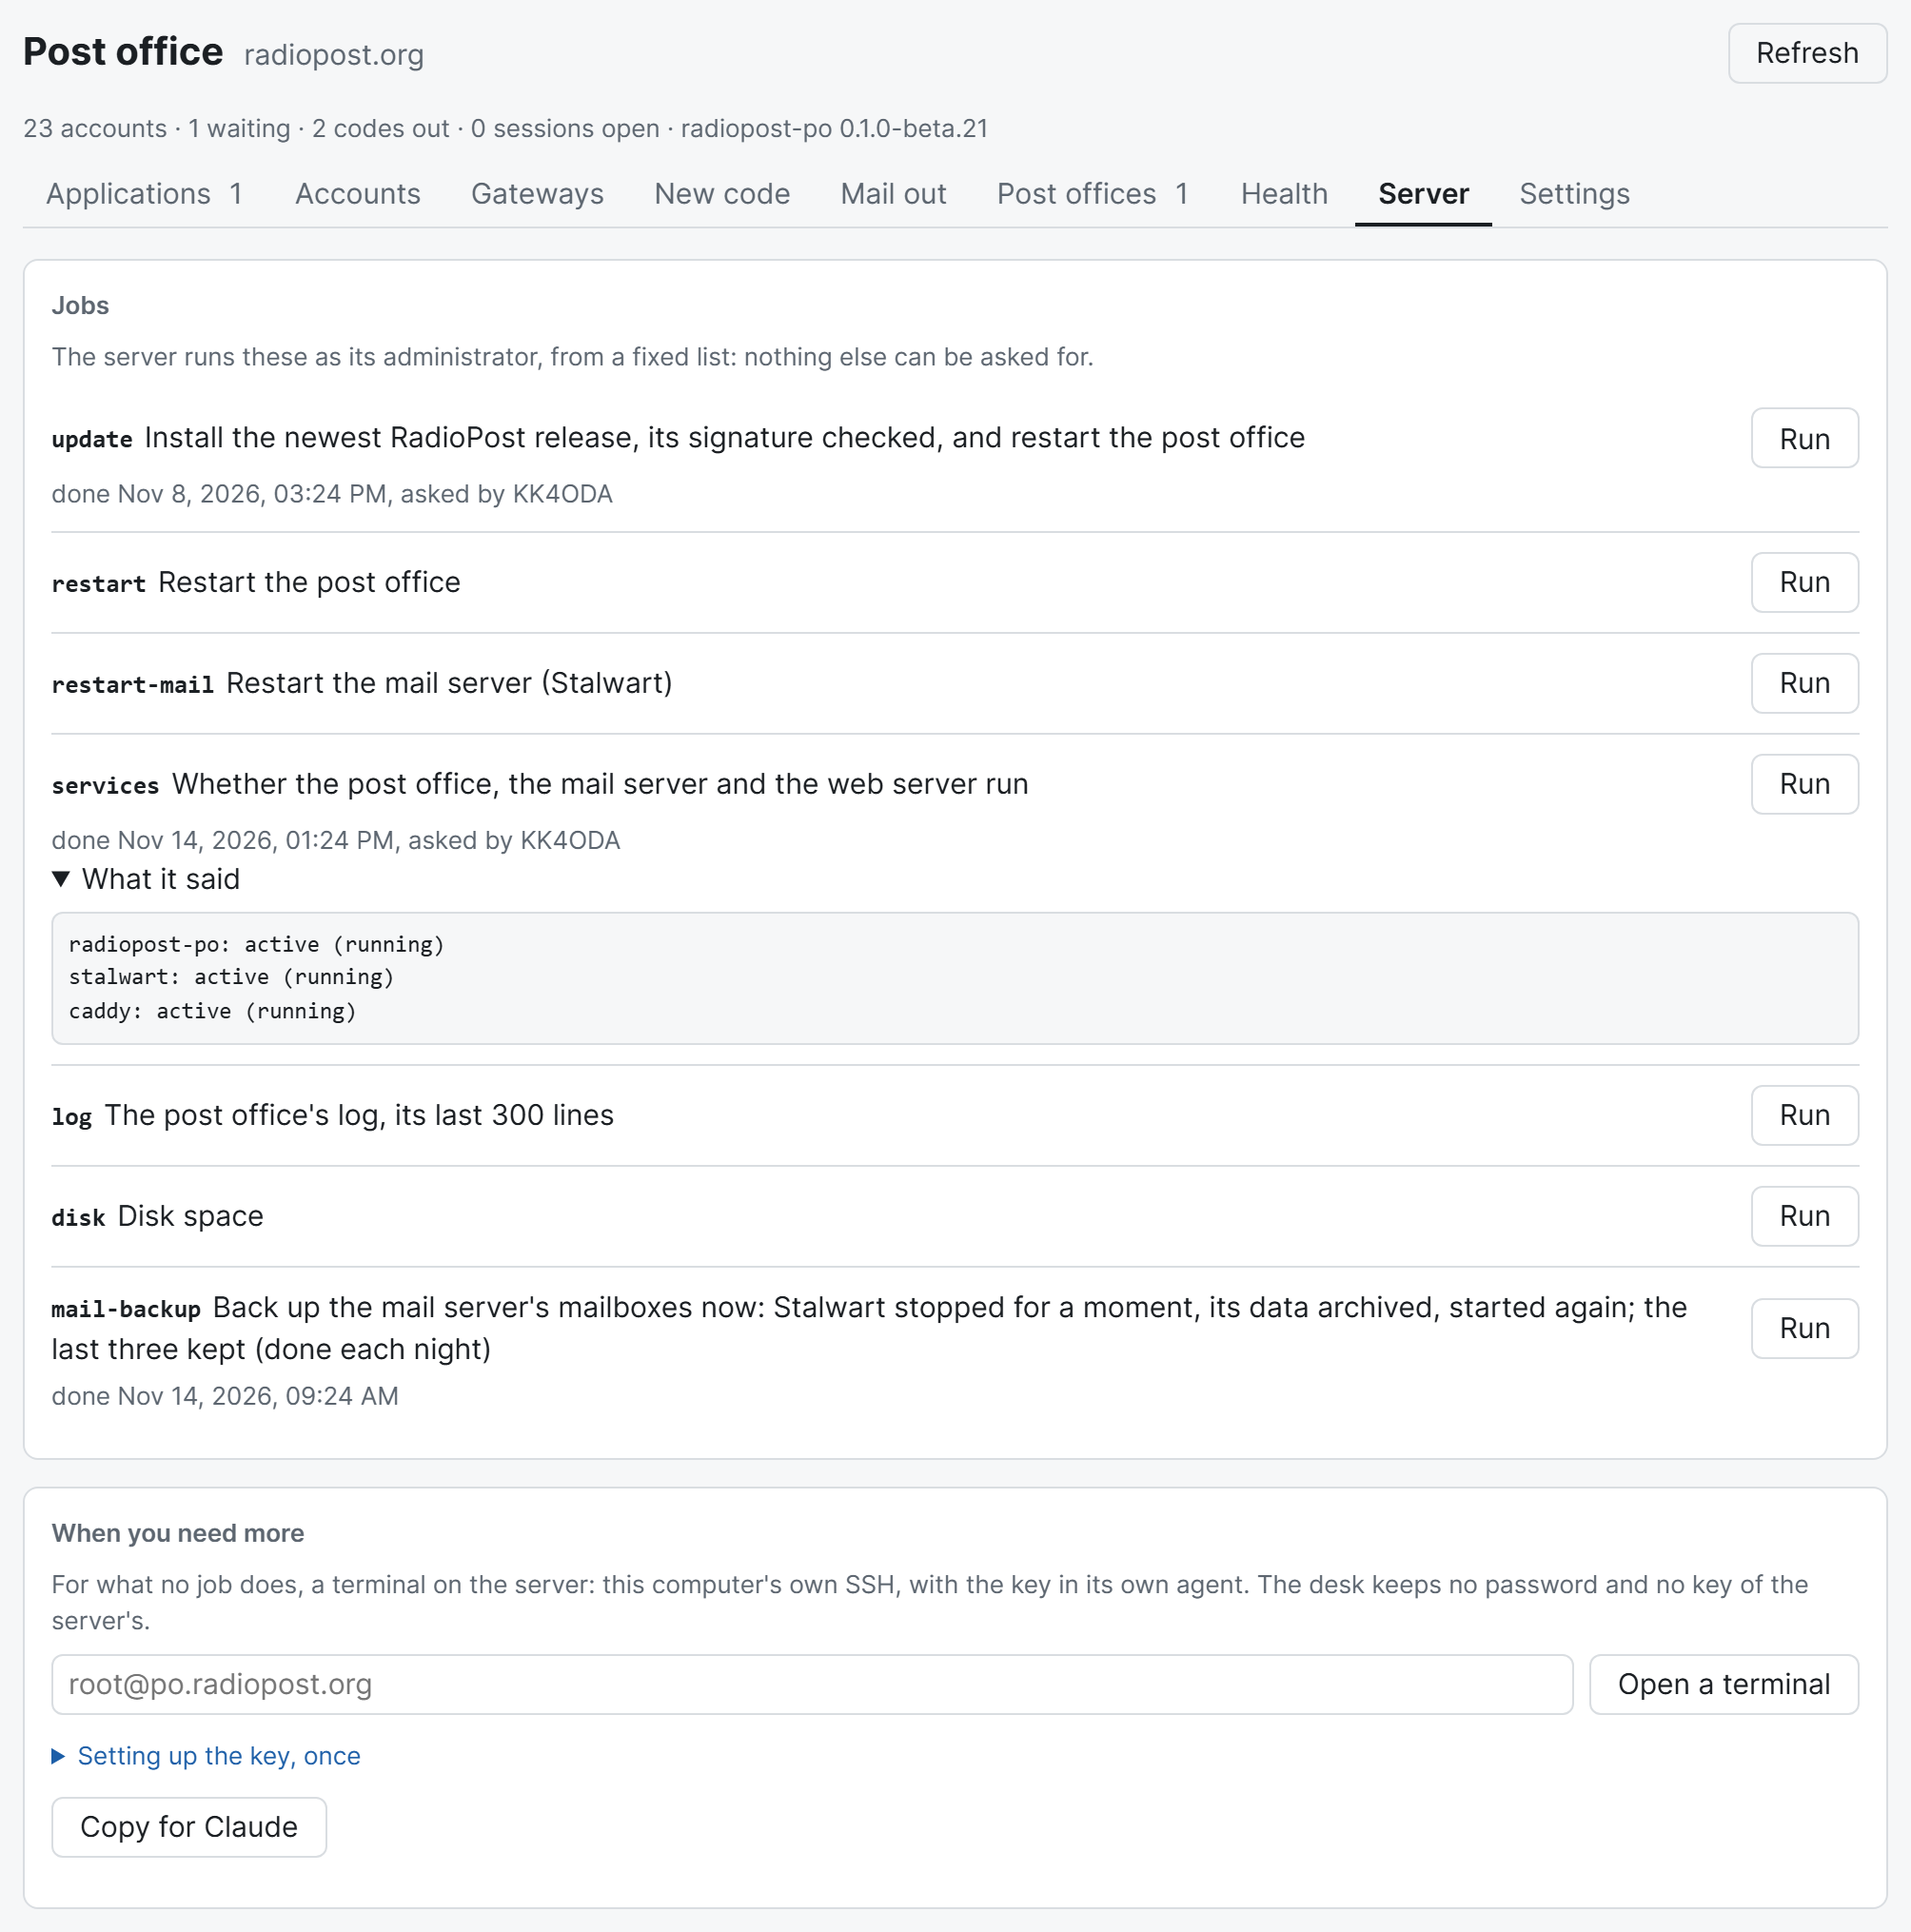 Post office radiopost.org
Refresh
23 accounts · 1 waiting · 2 codes out · 0 sessions open · radiopost-po 0.1.0-beta.21
Applications 1 Accounts Gateways New code Mail out Post offices 1 Health Server Settings
Jobs
The server runs these as its administrator, from a fixed list: nothing else can be asked for.
update Install the newest RadioPost release, its signature checked, and restart the post office
Run
done Nov 8, 2026, 03:24 PM, asked by KK4ODA
restart Restart the post office
Run
restart-mail Restart the mail server (Stalwart)
Run
services Whether the post office, the mail server and the web server run
Run
done Nov 14, 2026, 01:24 PM, asked by KK4ODA
▼ What it said
radiopost-po: active (running)
stalwart: active (running)
caddy: active (running)
log The post office's log, its last 300 lines
Run
disk Disk space
Run
mail-backup Back up the mail server's mailboxes now: Stalwart stopped for a moment, its data archived, started again; the
last three kept (done each night)
Run
done Nov 14, 2026, 09:24 AM
When you need more
For what no job does, a terminal on the server: this computer's own SSH, with the key in its own agent. The desk keeps no password and no key of the
server's.
root@po.radiopost.org
Open a terminal
▶ Setting up the key, once
Copy for Claude